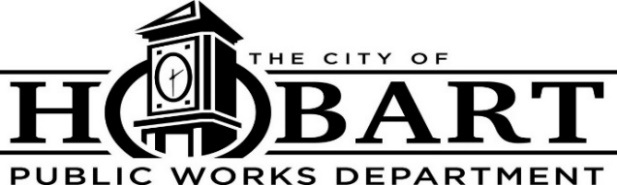 THE CITY OF
HOBART
PUBLIC WORKS DEPARTMENT